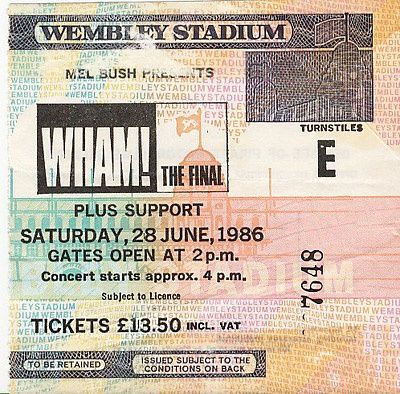 WEMBLEY STADIUM
MEL BUSH PRESENTS
TURNSTILES
E
WHAM! THE FINAL
PLUS SUPPORT
SATURDAY, 28 JUNE, 1986
GATES OPEN AT 2 p.m.
Concert starts approx. 4 p.m.
Subject to Licence
7648
TICKETS £13.50 INCL. VAT
TO BE RETAINED
ISSUED SUBJECT TO THE
CONDITIONS ON BACK